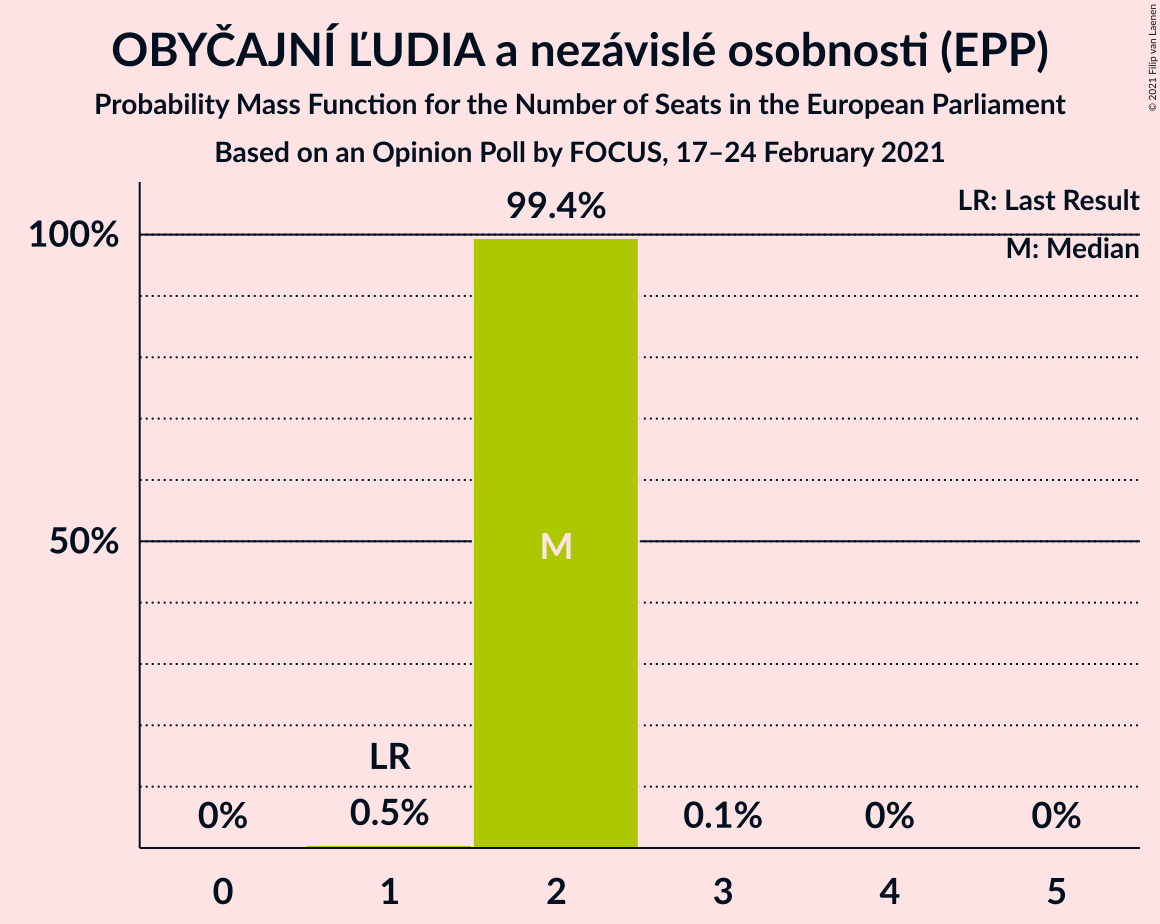 OBYČAJNÍ ĽUDIA a nezávislé osobnosti (EPP)
Probability Mass Function for the Number of Seats in the European Parliament
Based on an Opinion Poll by FOCUS, 17–24 February 2021
© 2021 Filip van Laenen
LR: Last Result
M: Median
99.4%
100%
50%
M
LR
0% 0.5% 0.1% 0% 0%
0 1 2 3 4 5